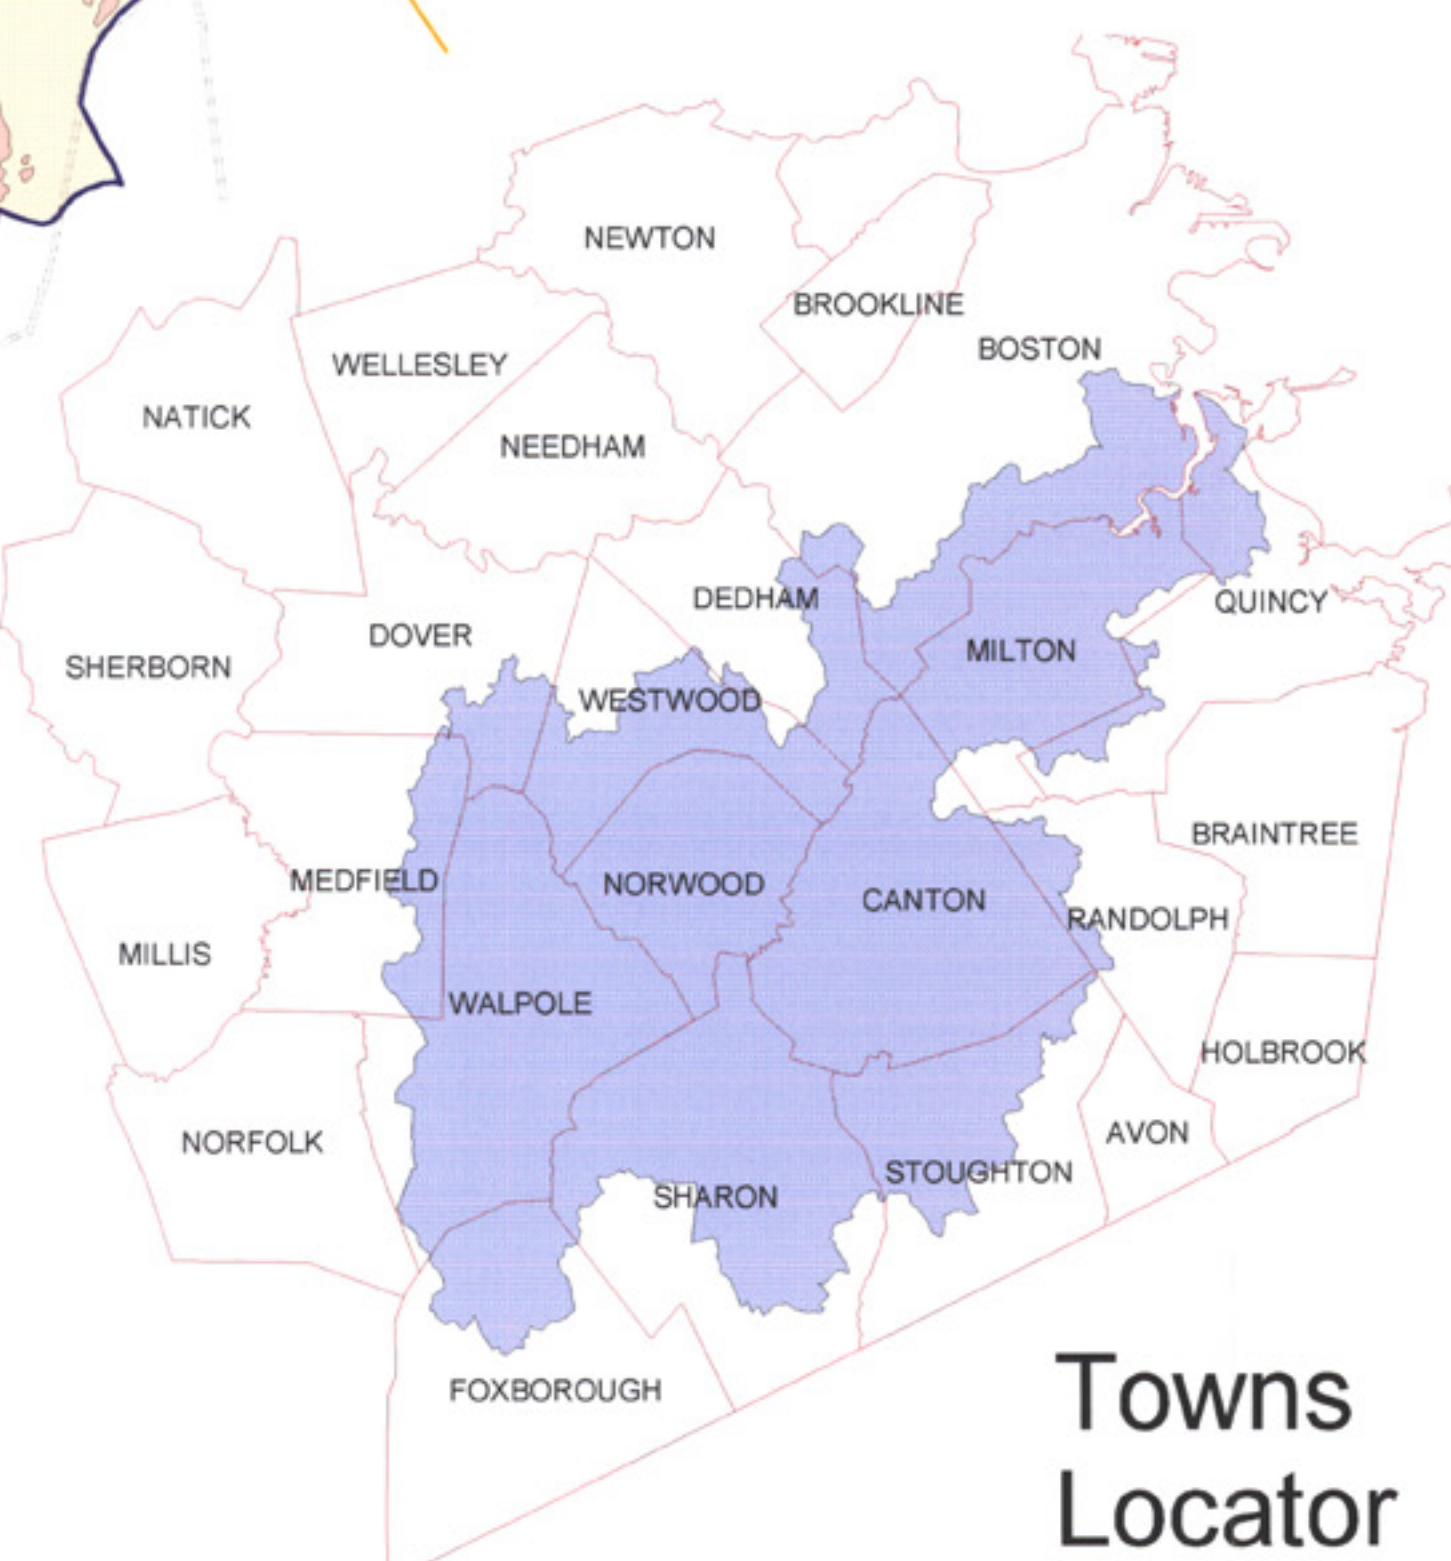 NEWTON
BROOKLINE
BOSTON
WELLESLEY
NATICK
NEEDHAM
DEDHAM
QUINCY
DOVER
MILTON
SHERBORN
WESTWOOD
BRAINTREE
MEDFIELD
NORWOOD
CANTON
RANDOLPH
MILLIS
WALPOLE
HOLBROOK
AVON
NORFOLK
STOUGHTON
SHARON
FOXBOROUGH
Towns
Locator